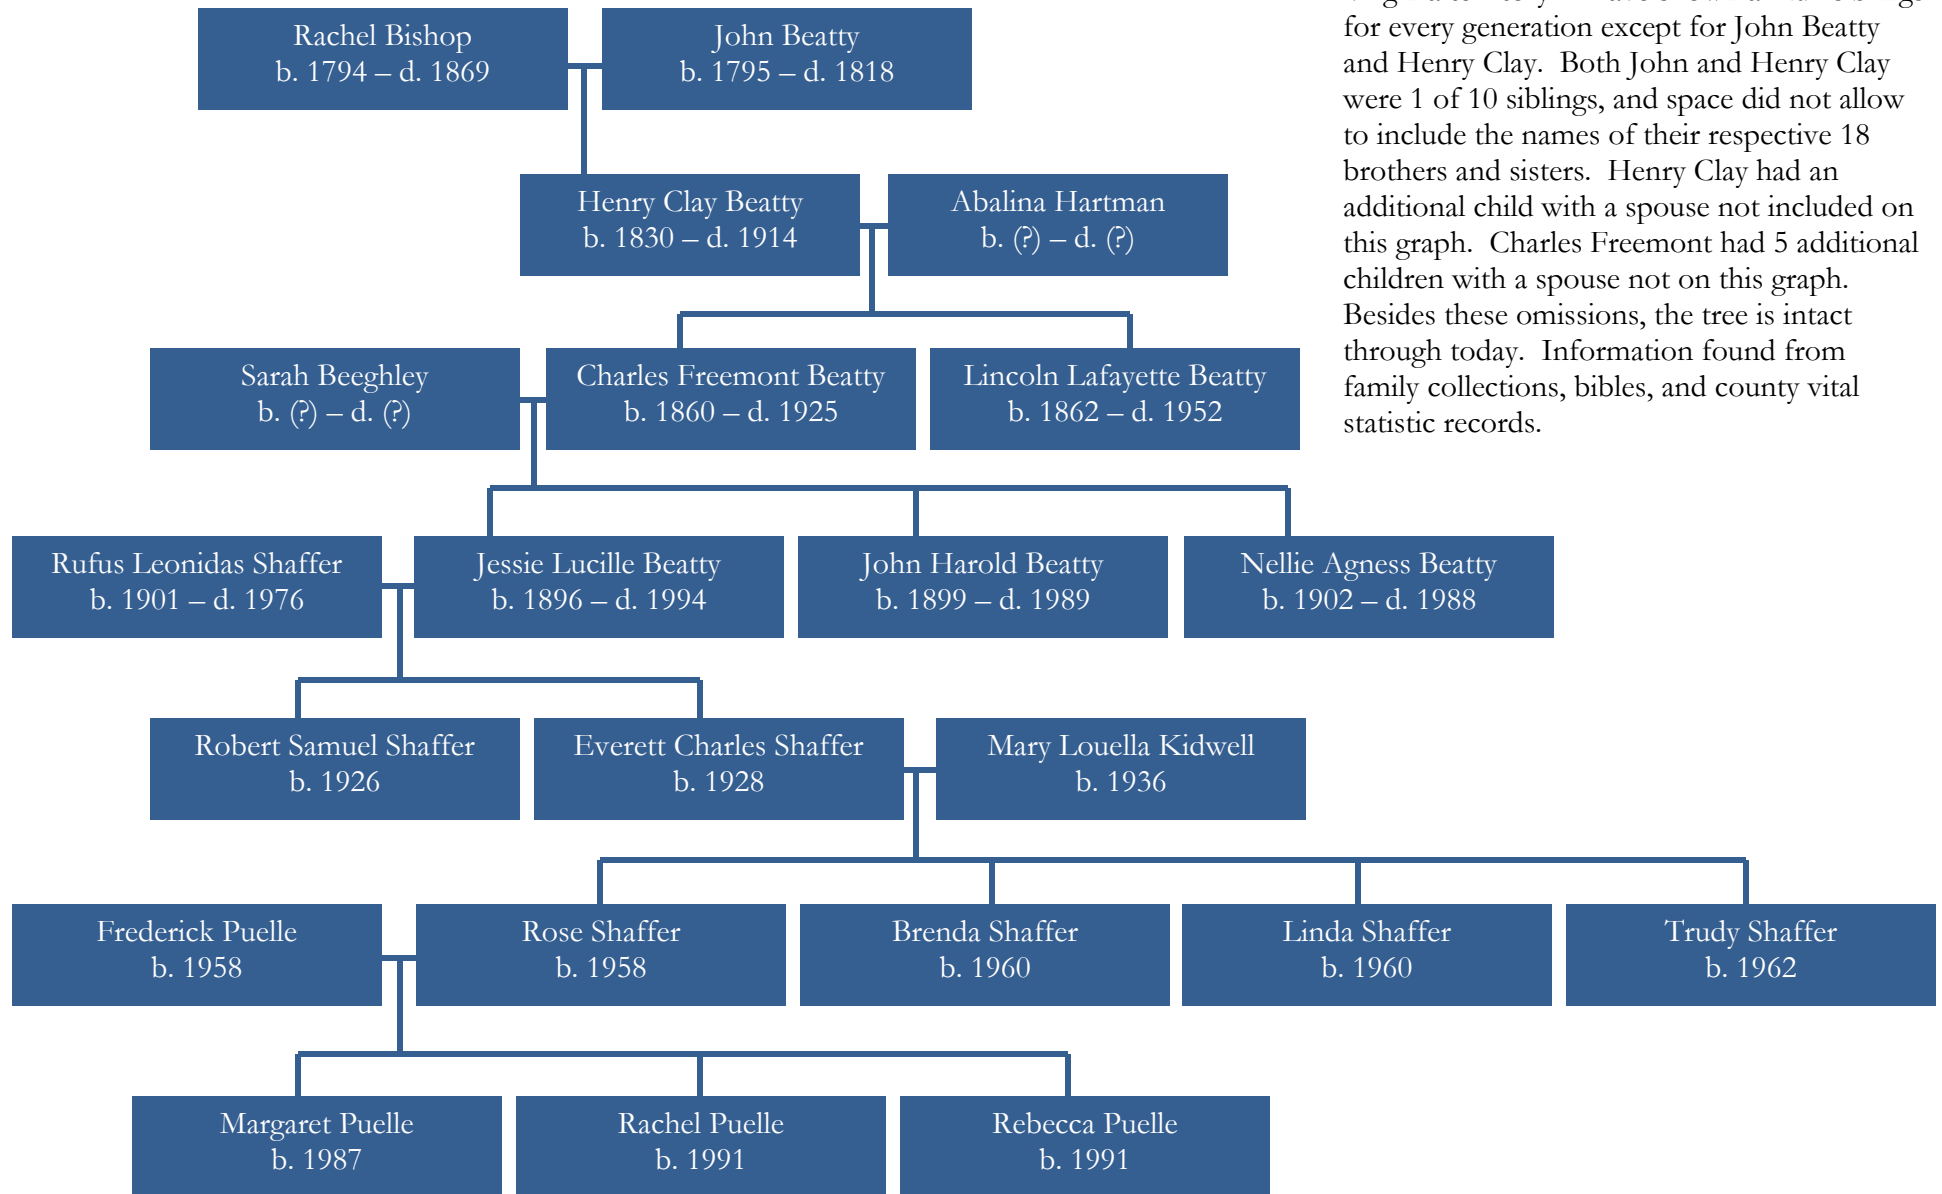 Rachel Bishop
b. 1794 – d. 1869
John Beatty
b. 1795 – d. 1818
for every generation except for John Beatty
and Henry Clay.  Both John and Henry Clay
were 1 of 10 siblings, and space did not allow
to include the names of their respective 18
brothers and sisters.  Henry Clay had an
additional child with a spouse not included on
this graph.  Charles Freemont had 5 additional
children with a spouse not on this graph.
Besides these omissions, the tree is intact
through today.  Information found from
family collections, bibles, and county vital
statistic records.
Henry Clay Beatty
b. 1830 – d. 1914
Abalina Hartman
b. (?) – d. (?)
Sarah Beeghley
b. (?) – d. (?)
Charles Freemont Beatty
b. 1860 – d. 1925
Lincoln Lafayette Beatty
b. 1862 – d. 1952
Rufus Leonidas Shaffer
b. 1901 – d. 1976
Jessie Lucille Beatty
b. 1896 – d. 1994
John Harold Beatty
b. 1899 – d. 1989
Nellie Agness Beatty
b. 1902 – d. 1988
Robert Samuel Shaffer
b. 1926
Everett Charles Shaffer
b. 1928
Mary Louella Kidwell
b. 1936
Frederick Puelle
b. 1958
Rose Shaffer
b. 1958
Brenda Shaffer
b. 1960
Linda Shaffer
b. 1960
Trudy Shaffer
b. 1962
Margaret Puelle
b. 1987
Rachel Puelle
b. 1991
Rebecca Puelle
b. 1991